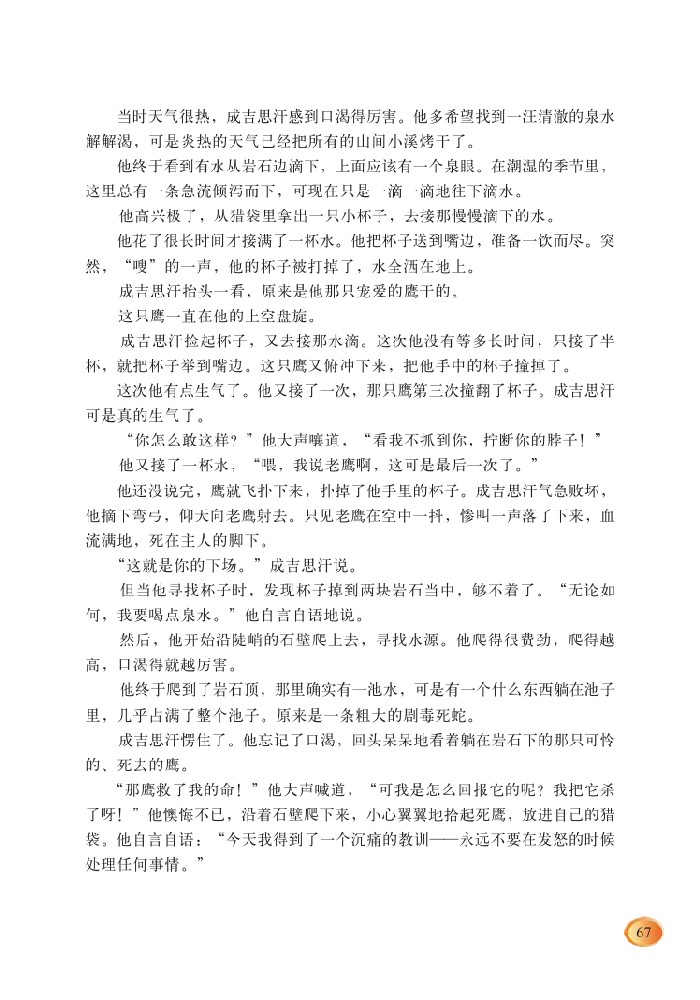 当时天气很热，成吉思汗感到口渴得厉害。他多希望找到一汪清澈的泉水
解解渴，可是炎热的天气已经把所有的山间小溪烤干了。
他终于看到有水从岩石边滴下，上面应该有一个泉眼。在潮湿的季节里，
这里总有一条急流倾泻而下，可现在只是一滴一滴地往下滴水。
他高兴极了，从猎袋里拿出一只小杯子，去接那慢慢滴下的水。
他花了很长时间才接满了一杯水。他把杯子送到嘴边，准备一饮而尽。突
然，“嗖”的一声，他的杯子被打掉了，水全洒在地上。
成吉思汗抬头一看，原来是他那只宠爱的鹰干的。
这只鹰一直在他的上空盘旋。
成吉思汗捡起杯子，又去接那水滴。这次他没有等多长时间，只接了半
杯，就把杯子举到嘴边。这只鹰又俯冲下来，把他手中的杯子撞掉了。
这次他有点生气了。他又接了一次，那只鹰第三次撞翻了杯子。成吉思汗
可是真的生气了。
“你怎么敢这样？”他大声嚷道，“看我不抓到你，拧断你的脖子！”
他又接了一杯水，“喂，我说老鹰啊，这可是最后一次了。”
他还没说完，鹰就飞扑下来，扑掉了他手里的杯子。成吉思汗气急败坏，
他摘下弯弓，仰天向老鹰射去。只见老鹰在空中一抖，惨叫一声落了下来，血
流满地，死在主人的脚下。
“这就是你的下场。”成吉思汗说。
但当他寻找杯子时，发现杯子掉到两块岩石当中，够不着了。“无论如
何，我要喝点泉水。”他自言自语地说。
然后，他开始沿陡峭的石壁爬上去，寻找水源。他爬得很费劲，爬得越
高，口渴得就越厉害。
他终于爬到了岩石顶，那里确实有一池水，可是有一个什么东西躺在池子
里，几乎占满了整个池子。原来是一条粗大的剧毒死蛇。
成吉思汗愣住了。他忘记了口渴，回头呆呆地看着躺在岩石下的那只可怜
的、死去的鹰。
“那鹰救了我的命！”他大声喊道，“可我是怎么回报它的呢？我把它杀
了呀！”他懊悔不已，沿着石壁爬下来，小心翼翼地拾起死鹰，放进自己的猎
袋。他自言自语：“今天我得到了一个沉痛的教训——永远不要在发怒的时候
处理任何事情。”
67